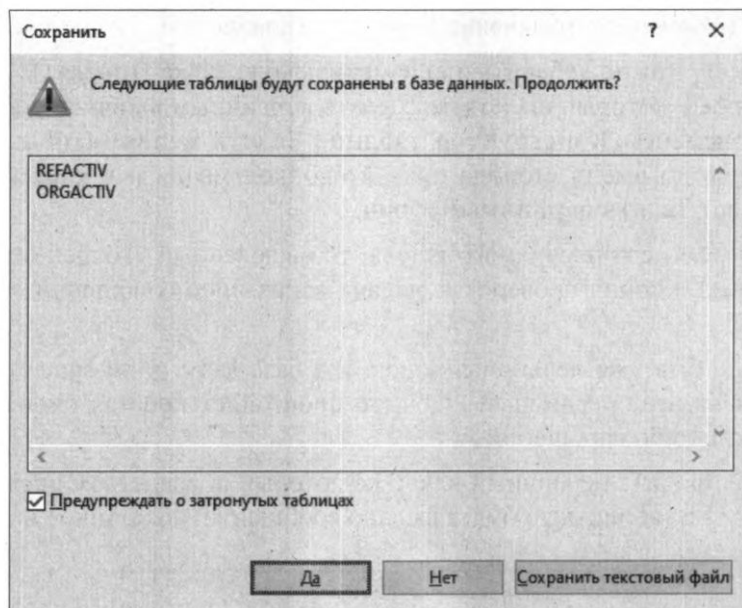 Сохранить
?
×
Следующие таблицы будут сохранены в базе данных. Продолжить?
REFACTIV
ORGACTIV
Предупреждать о затронутых таблицах
Да
Нет
Сохранить текстовый файл